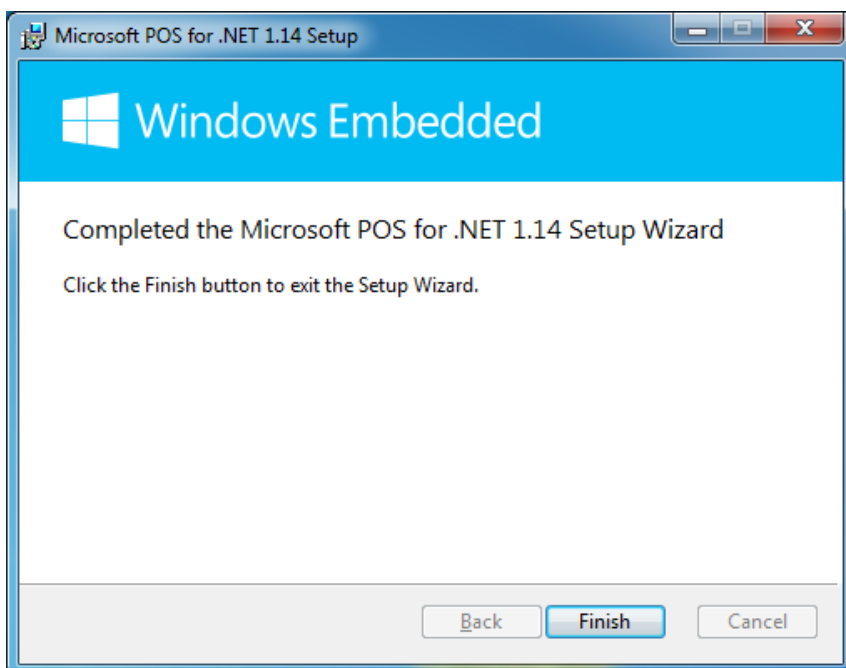 Microsoft POS for .NET 1.14 Setup
Windows Embedded
Completed the Microsoft POS for .NET 1.14 Setup Wizard
Click the Finish button to exit the Setup Wizard.
Back Finish Cancel